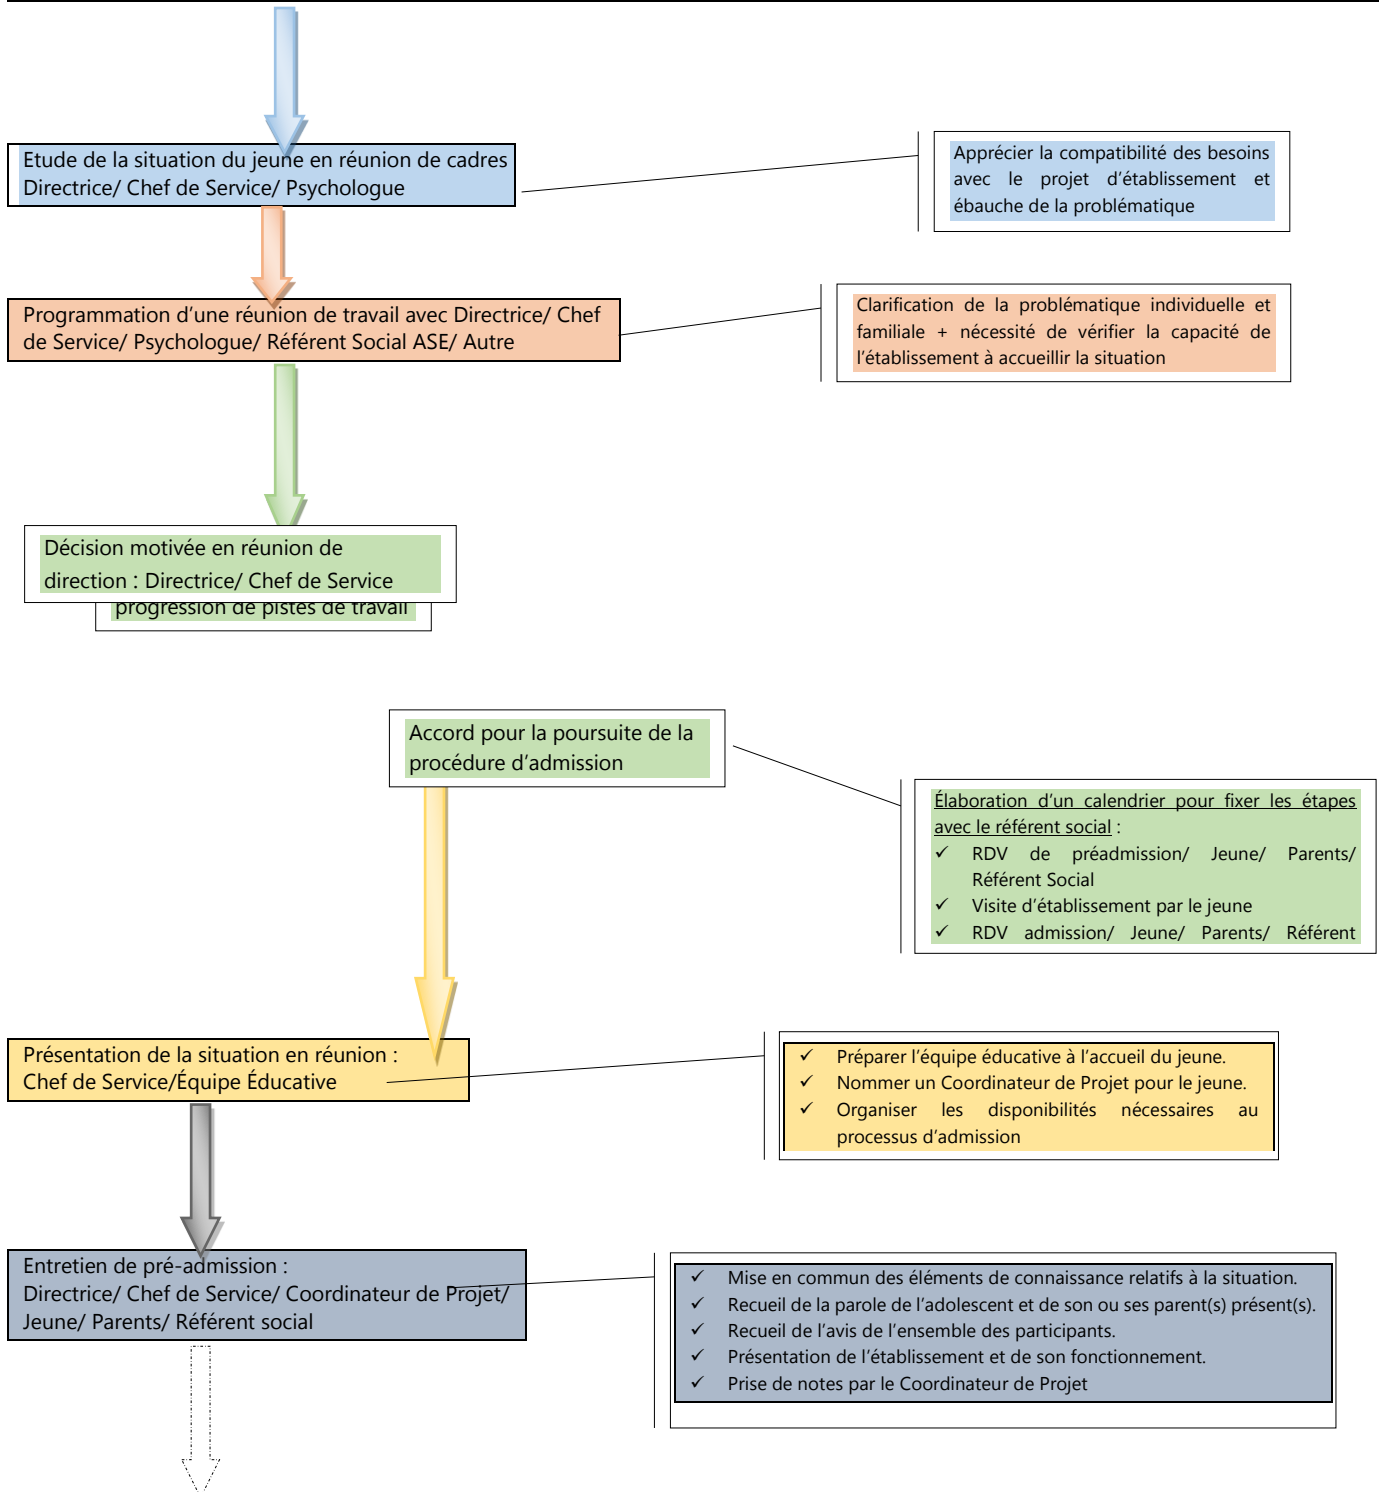 Etude de la situation du jeune en réunion de cadres
Directrice/ Chef de Service/ Psychologue
Apprécier la compatibilité des besoins
avec le projet d’établissement et
ébauche de la problématique
Programmation d’une réunion de travail avec Directrice/ Chef
de Service/ Psychologue/ Référent Social ASE/ Autre
Clarification de la problématique individuelle et
familiale + nécessité de vérifier la capacité de
l’établissement à accueillir la situation
Décision motivée en réunion de
direction : Directrice/ Chef de Service
progression de pistes de travail
Accord pour la poursuite de la
procédure d’admission
Élaboration d’un calendrier pour fixer les étapes
avec le référent social :
✓ RDV de préadmission/ Jeune/ Parents/
Référent Social
✓ Visite d’établissement par le jeune
✓ RDV admission/ Jeune/ Parents/ Référent
Présentation de la situation en réunion :
Chef de Service/Équipe Éducative
✓ Préparer l’équipe éducative à l’accueil du jeune.
✓ Nommer un Coordinateur de Projet pour le jeune.
✓ Organiser les disponibilités nécessaires au
processus d’admission
Entretien de pré-admission :
Directrice/ Chef de Service/ Coordinateur de Projet/
Jeune/ Parents/ Référent social
✓ Mise en commun des éléments de connaissance relatifs à la situation.
✓ Recueil de la parole de l’adolescent et de son ou ses parent(s) présent(s).
✓ Recueil de l’avis de l’ensemble des participants.
✓ Présentation de l’établissement et de son fonctionnement.
✓ Prise de notes par le Coordinateur de Projet